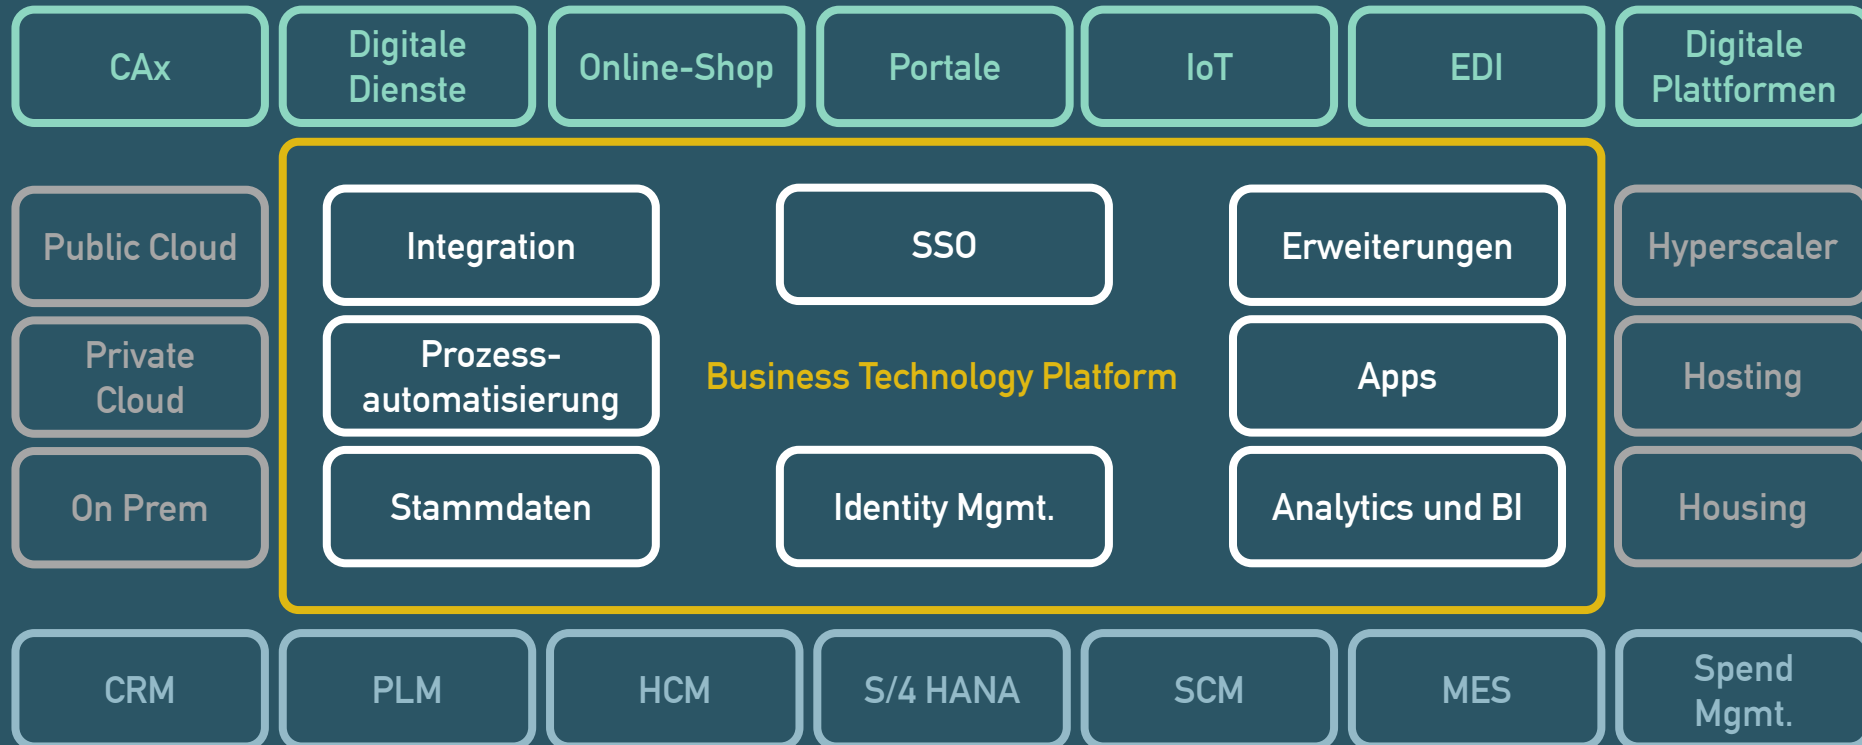 CAx
Digitale
Dienste
Online-Shop
Portale
IoT
EDI
Digitale
Plattformen
Public Cloud
Integration
SSO
Erweiterungen
Hyperscaler
Private
Cloud
Prozess-
automatisierung
Business Technology Platform
Apps
Hosting
On Prem
Stammdaten
Identity Mgmt.
Analytics und BI
Housing
CRM
PLM
HCM
S/4 HANA
SCM
MES
Spend
Mgmt.